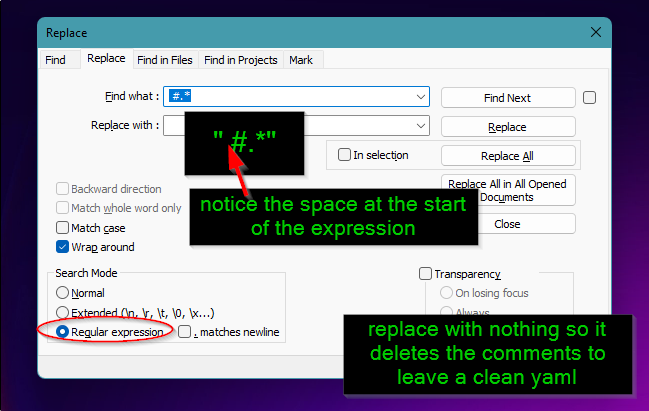 Replace
Find
Replace
Find in Files
Find in Projects
Mark
Find what :
#.*
Find Next
Replace with :
Replace
" #.*"
In selection
Replace All
Backward direction
Match whole word only
Match case
Wrap around
Replace All in All Opened
Documents
Close
notice the space at the start
of the expression
Search Mode
Normal
Extended (\n, \r, \t, \0, \x...)
Regular expression
. matches newline
Transparency
On losing focus
Always
replace with nothing so it
deletes the comments to
leave a clean yaml